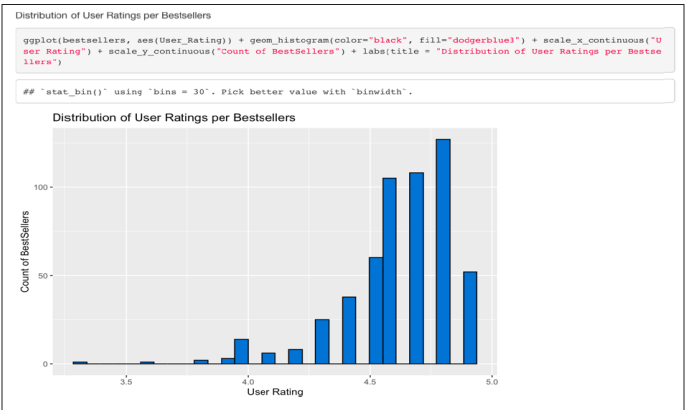 Distribution of User Ratings per Bestsellers
ggplot(bestsellers, aes(User_Rating)) + geom_histogram(color="black", fill="dodgerblue3") + scale_x_continuous("U
ser Rating") + scale_y_continuous("Count of BestSellers") + labs(title = "Distribution of User Ratings per Bestse
llers")
## `stat_bin()` using `bins = 30`. Pick better value with `binwidth`.
Distribution of User Ratings per Bestsellers
100
50
0
Count of BestSellers
3.5 4.0 4.5 5.0
User Rating